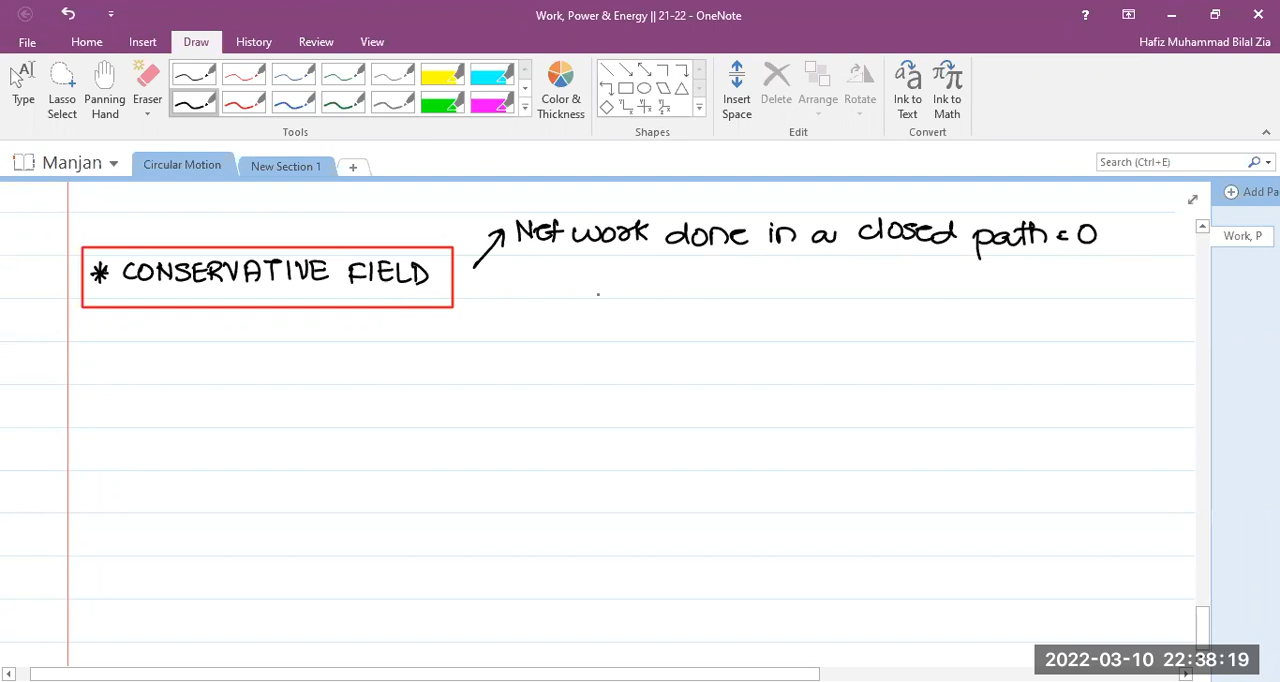 Work, Power & Energy || 21-22 - OneNote
File Home Insert Draw History Review View
Hafiz Muhammad Bilal Zia
Type
Lasso Select
Panning Hand
Eraser
Color & Thickness
Insert Space
Delete
Arrange
Rotate
Ink to Text
Ink to Math
Tools
Shapes
Edit
Convert
Manjan
Circular Motion
New Section 1
Search (Ctrl+E)
Add Pa
Work, P
Net work done in a closed path = 0
* CONSERVATIVE FIELD
2022-03-10 22:38:19